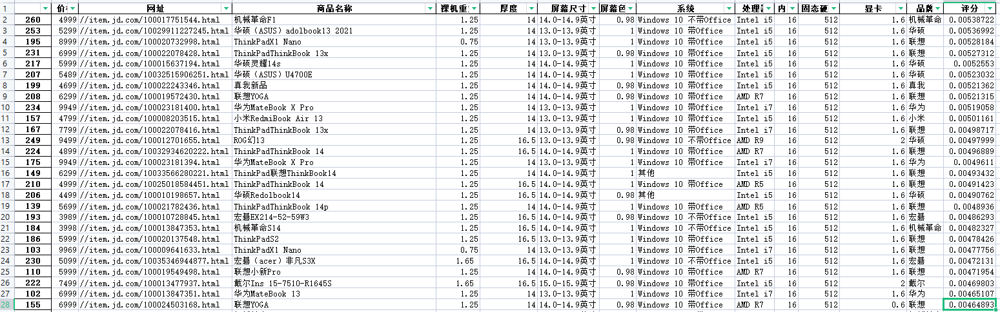 1 价格 网址 商品名称 裸机重量 厚度 屏幕尺寸 屏幕色 系统 处理器 内 固态硬 显卡 品牌 评分
2 260 4999 //item.jd.com/100017751544.html 机械革命F1 1.25 14 14.0-14.9英寸 0.98 Windows 10 不带Office Intel i5 16 512 1.6 机械革命 0.00538722
3 253 5299 //item.jd.com/10029911227245.html 华硕（ASUS）adolbook13 2021 1.25 14 13.0-13.9英寸 1 Windows 10 带Office Intel i5 16 512 1.6 华硕 0.00536992
4 195 8999 //item.jd.com/100020732998.html ThinkPadX1 Nano 0.75 14 13.0-13.9英寸 1 Windows 10 带Office Intel i5 16 512 1.6 联想 0.00528184
5 231 6999 //item.jd.com/100022078428.html ThinkPadThinkBook 13x 1.25 14 13.0-13.9英寸 0.98 Windows 10 带Office Intel i5 16 512 1.6 联想 0.00527312
6 217 5999 //item.jd.com/100015637194.html 华硕灵耀14s 1.25 14 14.0-14.9英寸 1 Windows 10 带Office Intel i5 16 512 1.6 华硕 0.0052553
7 207 5489 //item.jd.com/10032515906251.html 华硕（ASUS）U4700E 1.25 14 14.0-14.9英寸 1 Windows 10 带Office Intel i5 16 512 1.6 华硕 0.00523032
8 199 4699 //item.jd.com/100022243346.html 真我新品 1.25 14 14.0-14.9英寸 0.98 Windows 10 带Office Intel i5 16 512 1.6 真我 0.00521362
9 208 6299 //item.jd.com/100019572430.html 联想YOGA 1.25 14 14.0-14.9英寸 0.98 Windows 10 带Office AMD R7 16 512 1.6 联想 0.00521315
10 234 9949 //item.jd.com/100023181400.html 华为MateBook X Pro 1.25 14 13.0-13.9英寸 1 Windows 10 带Office Intel i7 16 512 1.6 华为 0.00519058
11 157 4799 //item.jd.com/100008203515.html 小米RedmiBook Air 13 1.25 14 13.0-13.9英寸 1 Windows 10 带Office Intel i5 16 512 1.6 小米 0.00501161
12 167 7799 //item.jd.com/100022078416.html ThinkPadThinkBook 13x 1.25 14 13.0-13.9英寸 0.98 Windows 10 带Office Intel i7 16 512 1.6 联想 0.00498717
13 249 9499 //item.jd.com/100012701655.html ROG幻13 1.25 16.5 13.0-13.9英寸 0.98 Windows 10 不带Office AMD R9 16 512 2 华硕 0.00497999
14 224 4899 //item.jd.com/10032934620222.html ThinkPadThinkBook 14 1.25 16.5 14.0-14.9英寸 1 Windows 10 带Office AMD R7 16 512 1.6 联想 0.00496889
15 175 9949 //item.jd.com/100023181394.html 华为MateBook X Pro 1.25 14 13.0-13.9英寸 1 Windows 10 带Office Intel i7 16 512 1.6 华为 0.0049611
16 149 6299 //item.jd.com/10033566280221.html ThinkPad联想ThinkBook14 1.25 14 14.0-14.9英寸 1 其他 Intel i5 16 512 1.6 联想 0.00493432
17 210 4999 //item.jd.com/10025018584451.html ThinkPadThinkBook 14 1.25 16.5 14.0-14.9英寸 1 Windows 10 带Office AMD R5 16 512 1.6 联想 0.00491423
18 206 4499 //item.jd.com/100010198657.html 华硕Redolbook14 1.25 16.5 14.0-14.9英寸 0.98 其他 Intel i5 16 512 1.6 华硕 0.00490762
19 139 5699 //item.jd.com/100021782436.html ThinkPadThinkBook 14p 1.25 14 14.0-14.9英寸 1 Windows 10 带Office AMD R5 16 512 1.6 联想 0.0048936
20 193 3989 //item.jd.com/100010728845.html 宏碁EX214-52-59W3 1.25 16.5 14.0-14.9英寸 0.98 Windows 10 不带Office Intel i5 16 512 1.6 宏碁 0.00486293
21 184 3998 //item.jd.com/100013847353.html 机械革命S14 1.25 16.5 14.0-14.9英寸 1 Windows 10 不带Office Intel i5 16 512 1.6 机械革命 0.00482327
22 186 5999 //item.jd.com/100020137548.html ThinkPadS2 1.25 16.5 13.0-13.9英寸 1 Windows 10 带Office Intel i5 16 512 1.6 联想 0.00478426
23 103 9969 //item.jd.com/100009641633.html ThinkPadX1 Nano 0.75 14 13.0-13.9英寸 1 Windows 10 带Office Intel i7 16 512 1.6 联想 0.00477756
24 230 5099 //item.jd.com/10035346944877.html 宏碁（acer）非凡S3X 1.65 16.5 14.0-14.9英寸 1 Windows 10 不带Office Intel i5 16 512 1.6 宏碁 0.00472131
25 110 5999 //item.jd.com/100019549498.html 联想小新Pro 1.25 14 14.0-14.9英寸 0.98 Windows 10 带Office AMD R7 16 512 1.6 联想 0.00471954
26 222 7499 //item.jd.com/100013477937.html 戴尔Ins 15-7510-R1645S 1.65 16.5 15.0-15.9英寸 0.98 Windows 10 带Office Intel i5 16 512 2 戴尔 0.00469803
27 102 6999 //item.jd.com/100013847351.html 华为MateBook 13 1.25 14 13.0-13.9英寸 1 Windows 10 带Office Intel i7 16 512 1.6 华为 0.00465107
28 155 6999 //item.jd.com/100024503168.html 联想YOGA 1.25 14 14.0-14.9英寸 0.98 Windows 10 带Office AMD R7 16 512 0.6 联想 0.00464893